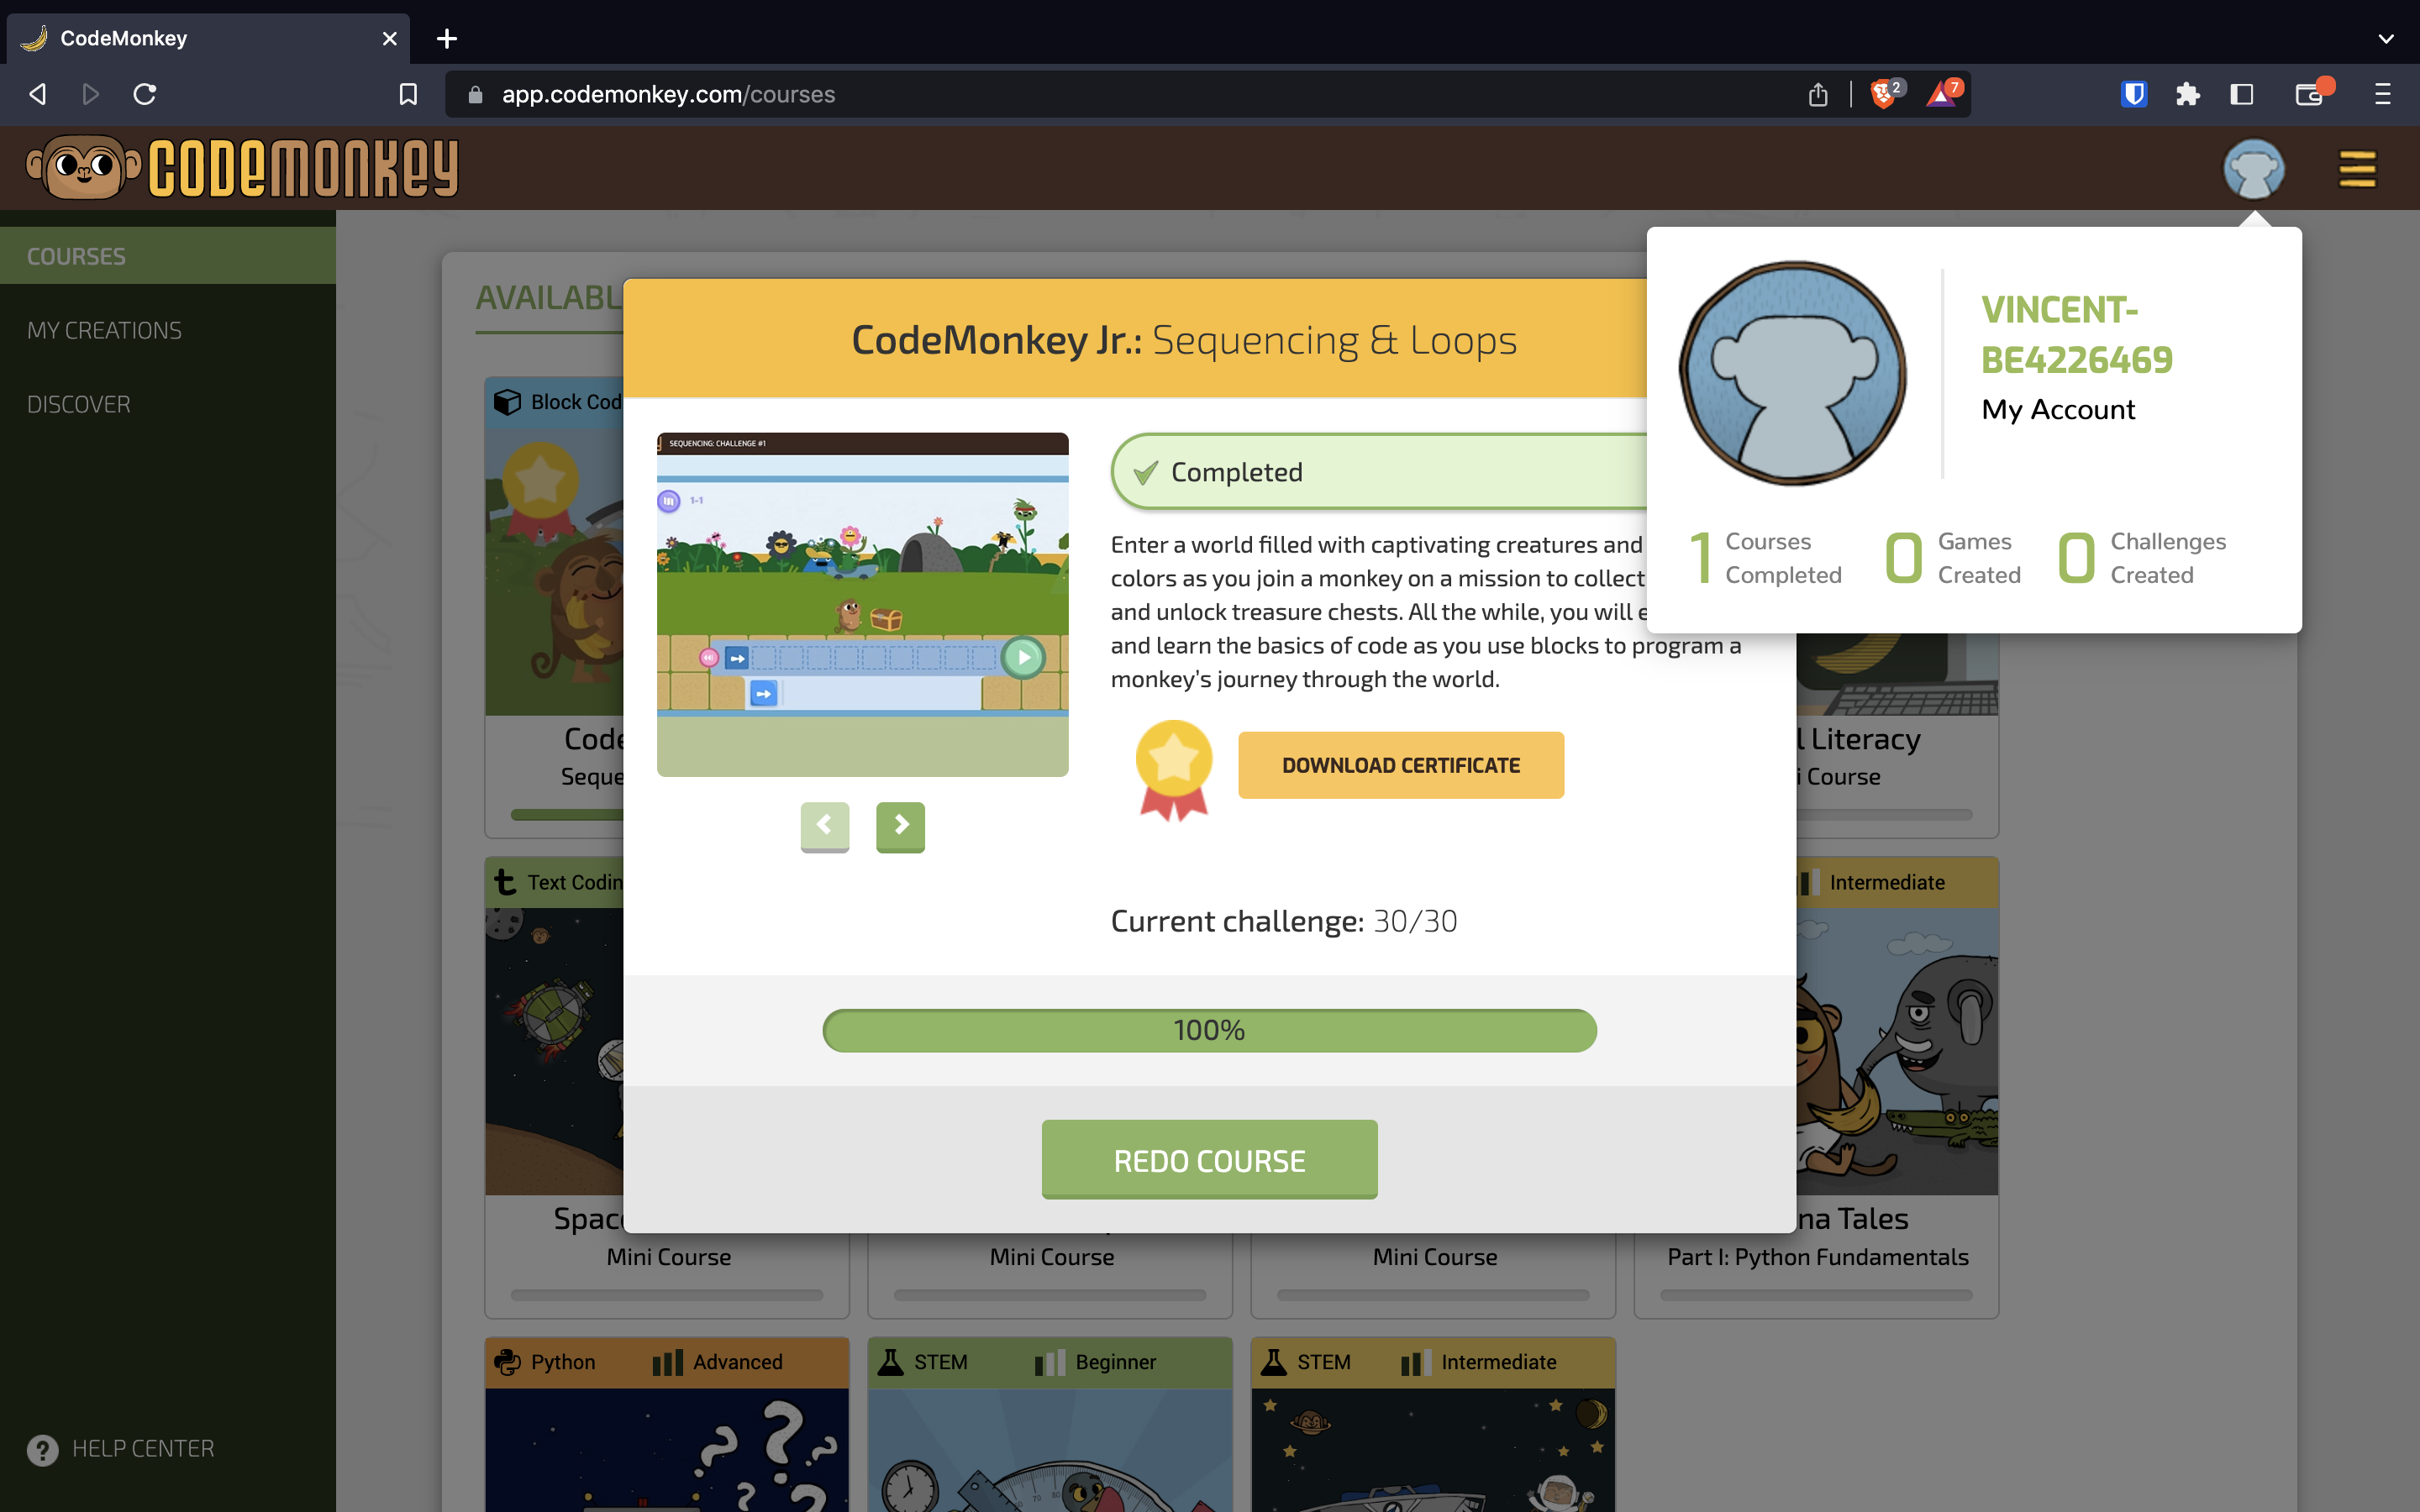 CodeMonkey
app.codemonkey.com/courses
2
7
CODEMONKEY
COURSES
MY CREATIONS
DISCOVER
HELP CENTER
AVAILABL
CodeMonkey Jr.: Sequencing & Loops
SEQUENCING: CHALLENGE #1
1-1
Completed
Enter a world filled with captivating creatures and
colors as you join a monkey on a mission to collect
and unlock treasure chests. All the while, you will e
and learn the basics of code as you use blocks to program a
monkey's journey through the world.
DOWNLOAD CERTIFICATE
Current challenge: 30/30
100%
REDO COURSE
VINCENT-
BE4226469
My Account
1 Courses Completed
0 Games Created
0 Challenges Created
Block Cod
Code
Seque
l Literacy
i Course
Text Codin
Intermediate
Spac
Mini Course
Mini Course
Mini Course
na Tales
Part I: Python Fundamentals
Python Advanced
STEM Beginner
STEM Intermediate